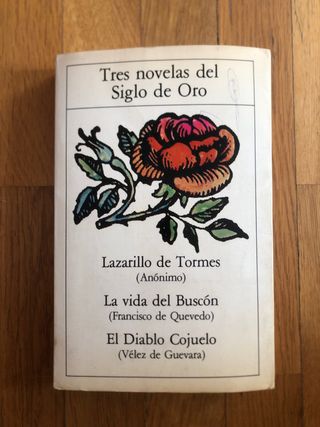 Tres novelas del
Siglo de Oro
Lazarillo de Tormes
(Anónimo)
La vida del Buscón
(Francisco de Quevedo)
El Diablo Cojuelo
(Vélez de Guevara)